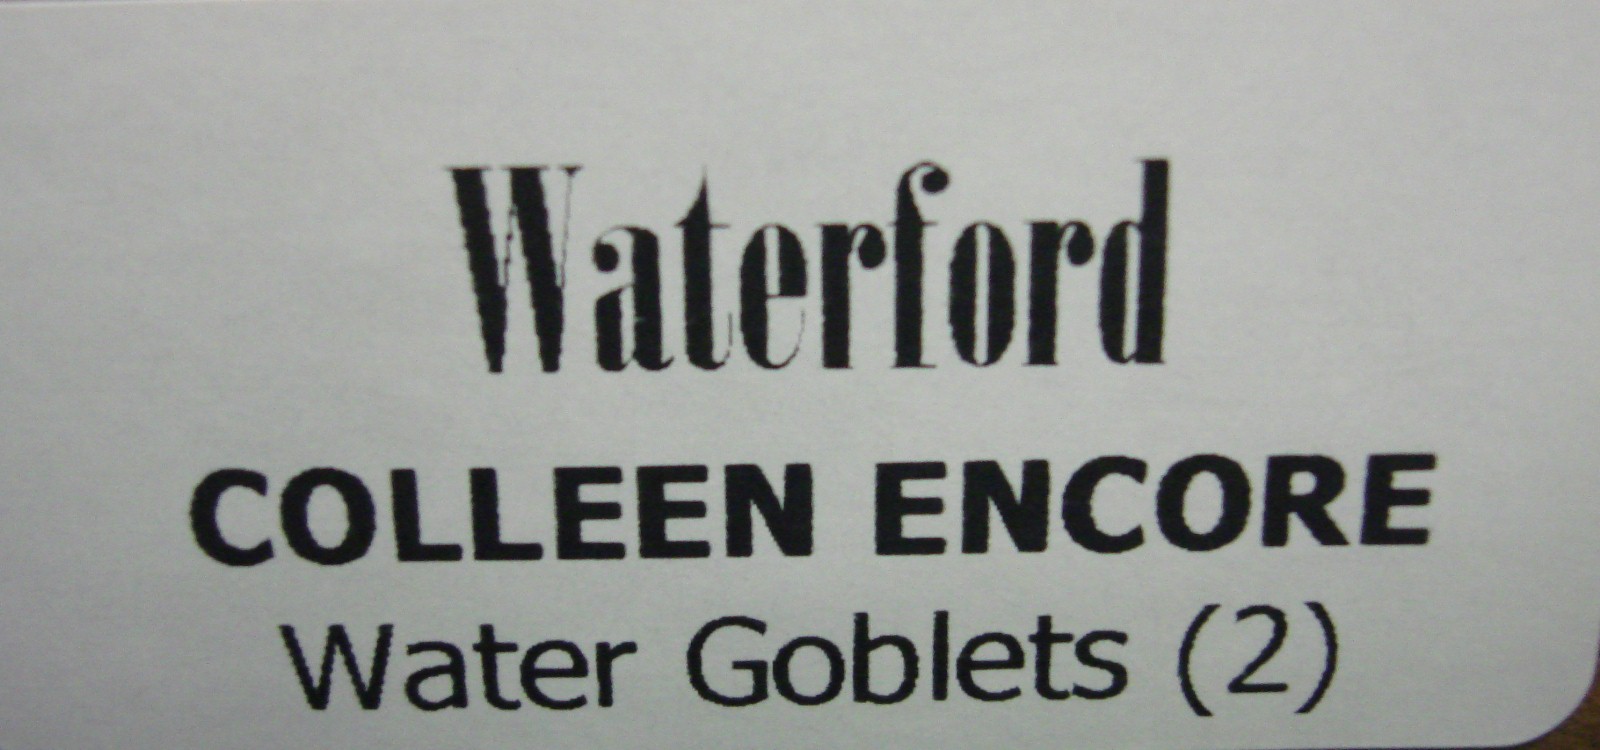 Waterford
COLLEEN ENCORE
Water Goblets (2)